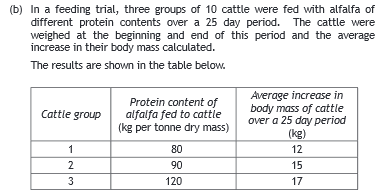 (b) In a feeding trial, three groups of 10 cattle were fed with alfalfa of
different protein contents over a 25 day period. The cattle were
weighed at the beginning and end of this period and the average
increase in their body mass calculated.
The results are shown in the table below.
Cattle group Protein content of alfalfa fed to cattle (kg per tonne dry mass) Average increase in body mass of cattle over a 25 day period (kg)
1 80 12
2 90 15
3 120 17